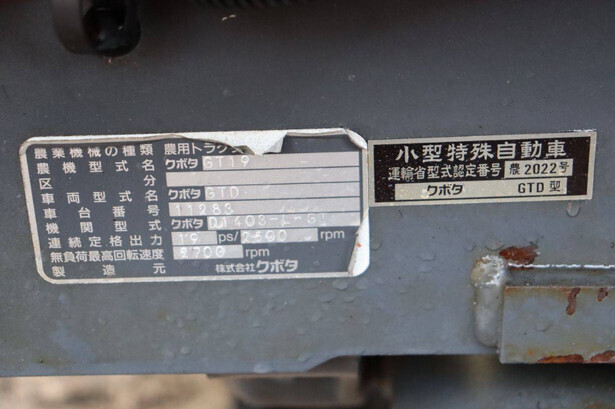 農業機械の種類 農用トラク
農機型式名 クボタ GT19
区分
車両型式名 クボタ GTD
車台番号 11283
機関型式名 クボタ
連続定格出力 19 ps/2500 rpm
無負荷最高回転速度 2700 rpm
製造元 株式会社クボタ
小型特殊自動車
運輸省型式認定番号 農2022号
クボタ GTD型